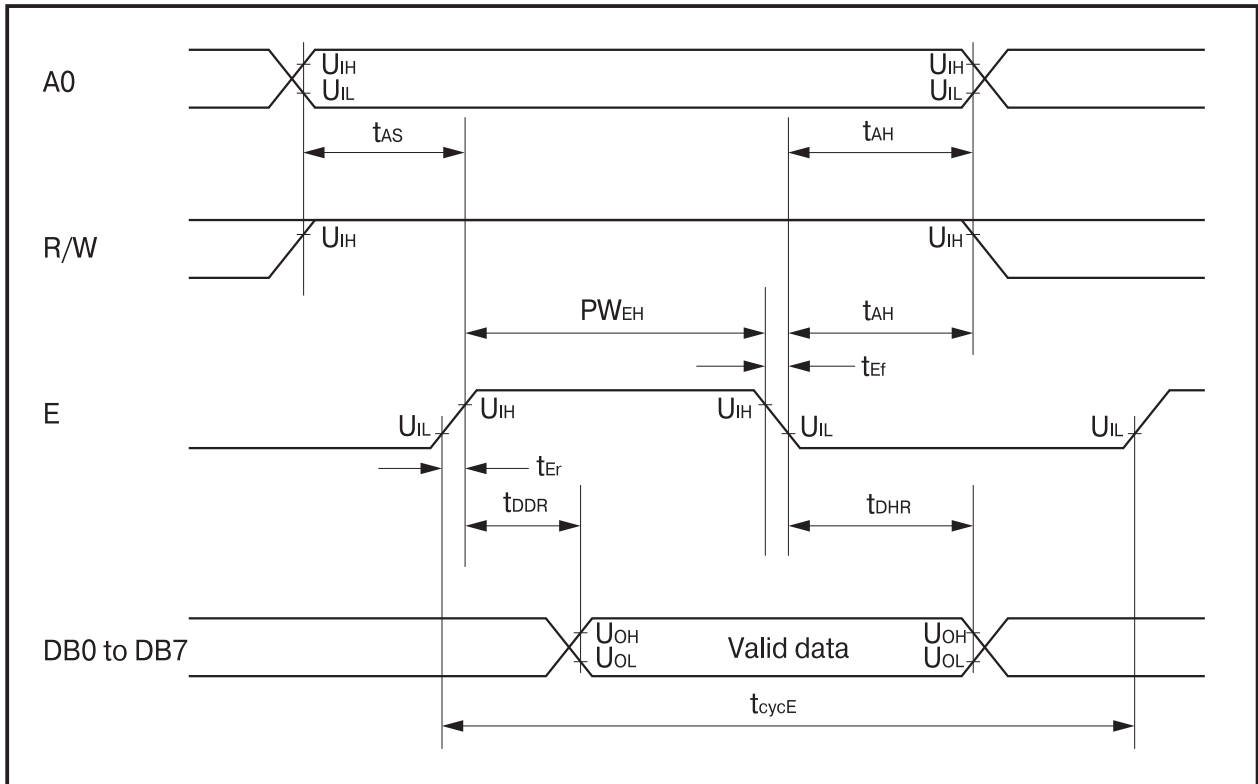 A0
UIH
UIL
UIH
UIL
tAS
tAH
R/W
UIH
UIH
PWEH
tAH
tEf
E
UIL
UIH
UIH
UIL
UIL
tEr
tDDR
tDHR
DB0 to DB7
UOH
UOL
Valid data
UOH
UOL
tcycE